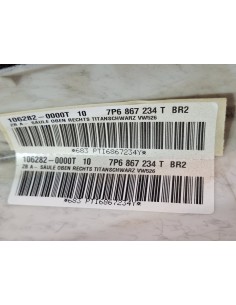 106282-0000T 10 7P6 867 234 T BR2
ZB A- SAULE OBEN RECHTS TITANSCHWARZ VW526
*683 PTI6867234Y*
106282-0000T 10 7P6 867 234 T BR2
ZB A- SAULE OBEN RECHTS TITANSCHWARZ VW526
*683 PTI6867234Y*